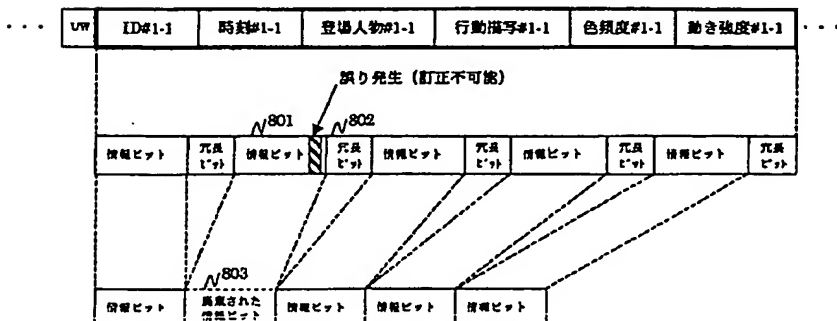 ・・・ UW ID#1-1 時刻#1-1 登場人物#1-1 行動描写#1-1 色頻度#1-1 動き強度#1-1 ・・・
誤り発生（訂正不可能）
801 802
情報ビット 冗長ビット 情報ビット 冗長ビット 情報ビット 冗長ビット 情報ビット 冗長ビット 情報ビット 冗長ビット
803
情報ビット 廃棄された情報ビット 情報ビット 情報ビット 情報ビット